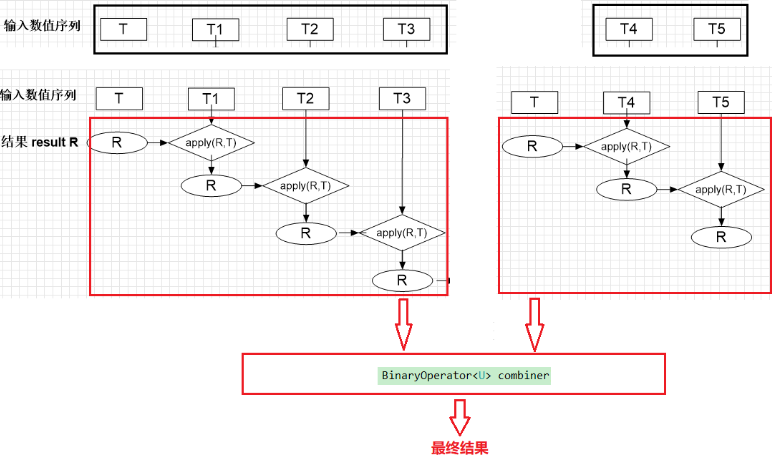 输入数值序列 T T1 T2 T3 T4 T5
输入数值序列 T T1 T2 T3 T T4 T5
结果 result R R apply(R,T) R apply(R,T)
R apply(R,T) R apply(R,T)
R apply(R,T) R
R
BinaryOperator<U> combiner
最终结果